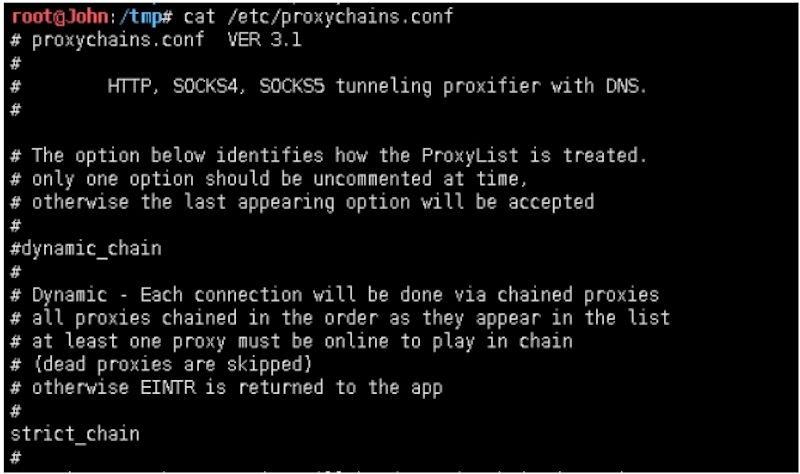 root@John:/tmp# cat /etc/proxychains.conf
# proxychains.conf  VER 3.1
#
#        HTTP, SOCKS4, SOCKS5 tunneling proxifier with DNS.
#

# The option below identifies how the ProxyList is treated.
# only one option should be uncommented at time,
# otherwise the last appearing option will be accepted
#
#dynamic_chain
#
# Dynamic - Each connection will be done via chained proxies
# all proxies chained in the order as they appear in the list
# at least one proxy must be online to play in chain
# (dead proxies are skipped)
# otherwise EINTR is returned to the app
#
strict_chain
#